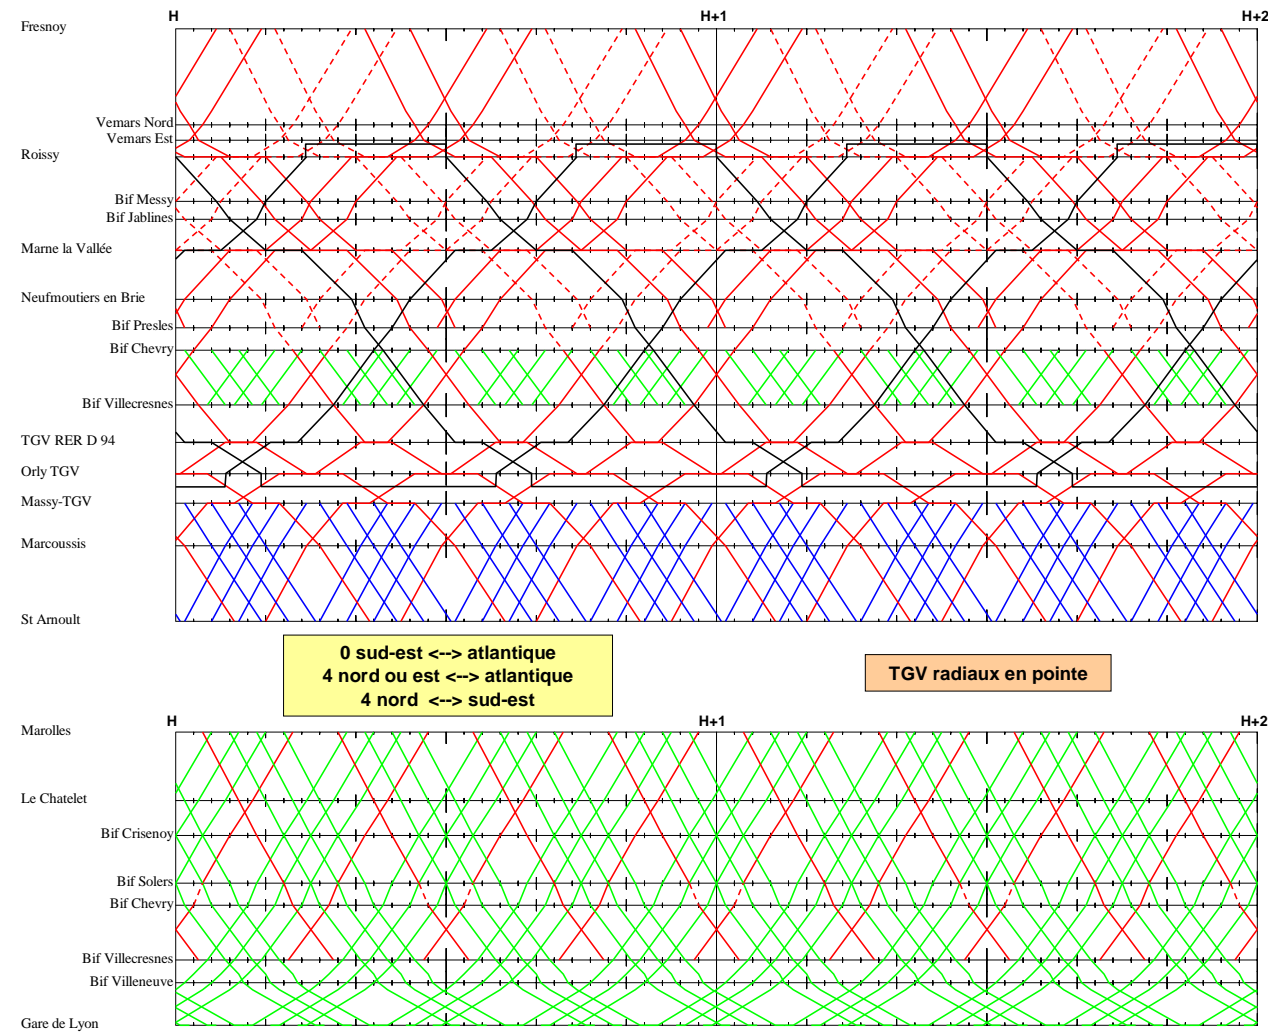 H H+1 H+2
Fresnoy
Vemars Nord
Vemars Est
Roissy
Bif Messy
Bif Jablines
Marne la Vallée
Neufmoutiers en Brie
Bif Presles
Bif Chevry
Bif Villecresnes
TGV RER D 94
Orly TGV
Massy-TGV
Marcoussis
St Arnoult
0 sud-est <--> atlantique
4 nord ou est <--> atlantique
4 nord <--> sud-est
TGV radiaux en pointe
H H+1 H+2
Marolles
Le Chatelet
Bif Crisenoy
Bif Solers
Bif Chevry
Bif Villecresnes
Bif Villeneuve
Gare de Lyon